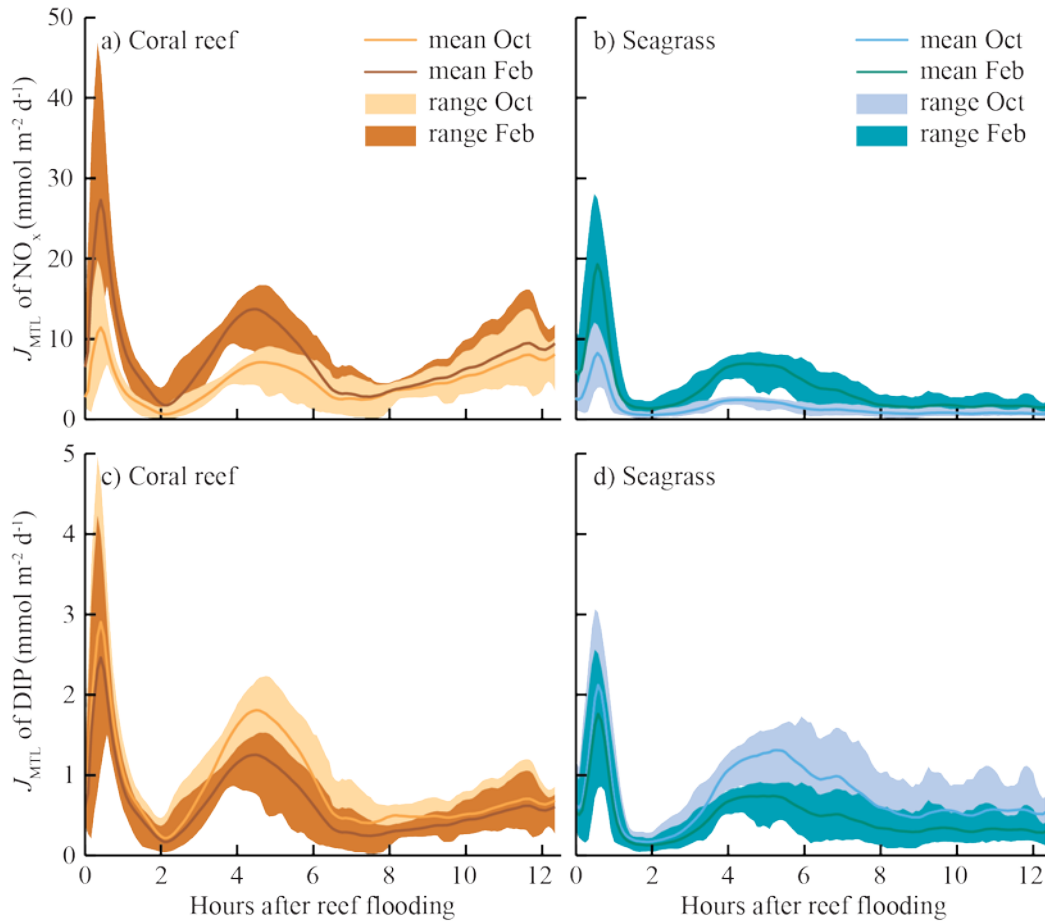 a) Coral reef
mean Oct
mean Feb
range Oct
range Feb
b) Seagrass
mean Oct
mean Feb
range Oct
range Feb
J_MTL of NO_x (mmol m⁻² d⁻¹)
50
40
30
20
10
0
c) Coral reef
d) Seagrass
J_MTL of DIP (mmol m⁻² d⁻¹)
5
4
3
2
1
0
0 2 4 6 8 10 12
0 2 4 6 8 10 12
Hours after reef flooding
Hours after reef flooding